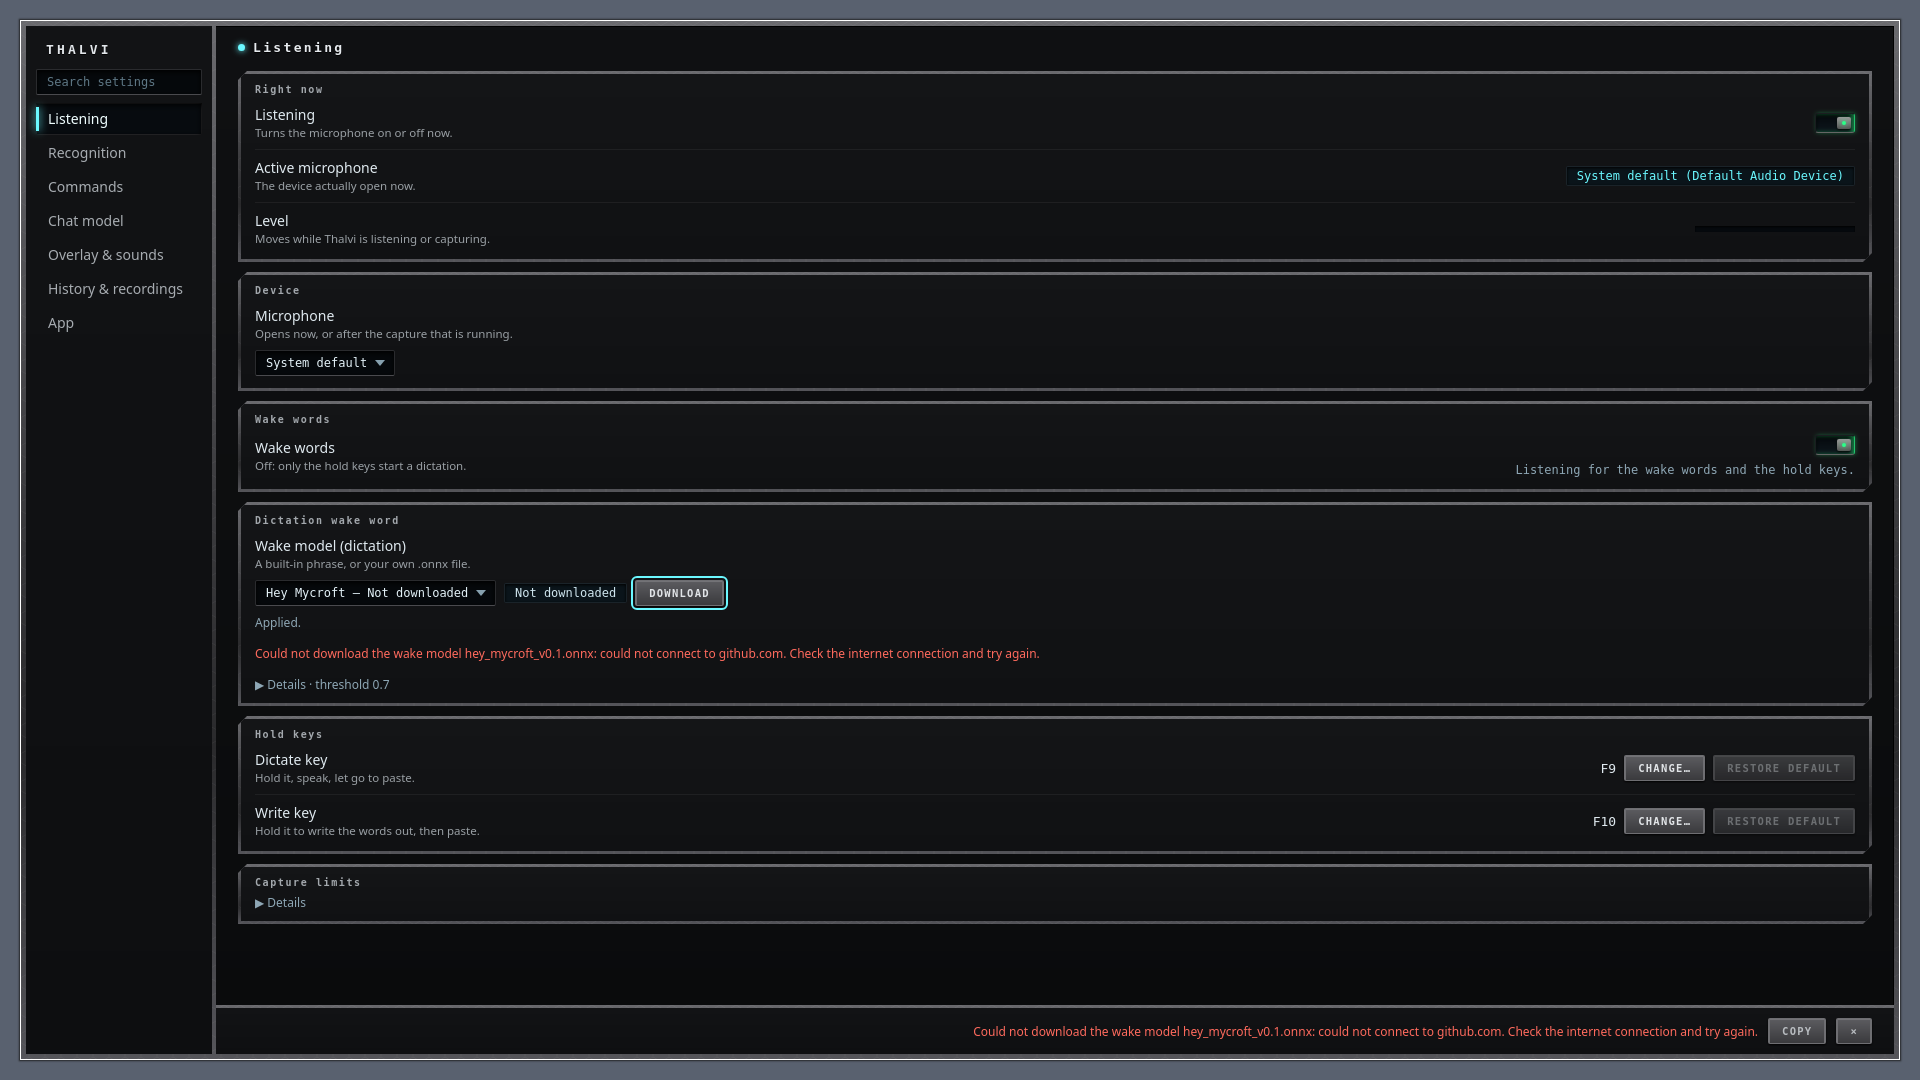 THALVI
Search settings
Listening
Recognition
Commands
Chat model
Overlay & sounds
History & recordings
App
Listening
Right now
Listening
Turns the microphone on or off now.
Active microphone
The device actually open now.
System default (Default Audio Device)
Level
Moves while Thalvi is listening or capturing.
Device
Microphone
Opens now, or after the capture that is running.
System default
Wake words
Wake words
Off: only the hold keys start a dictation.
Listening for the wake words and the hold keys.
Dictation wake word
Wake model (dictation)
A built-in phrase, or your own .onnx file.
Hey Mycroft — Not downloaded
Not downloaded
DOWNLOAD
Applied.
Could not download the wake model hey_mycroft_v0.1.onnx: could not connect to github.com. Check the internet connection and try again.
▶ Details · threshold 0.7
Hold keys
Dictate key
Hold it, speak, let go to paste.
F9
CHANGE…
RESTORE DEFAULT
Write key
Hold it to write the words out, then paste.
F10
CHANGE…
RESTORE DEFAULT
Capture limits
▶ Details
Could not download the wake model hey_mycroft_v0.1.onnx: could not connect to github.com. Check the internet connection and try again.
COPY
×